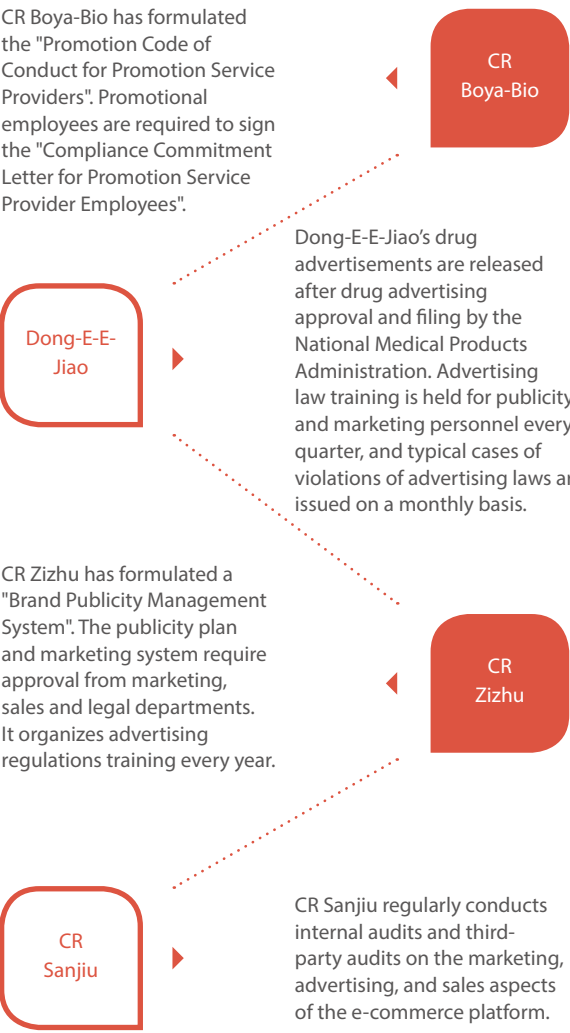 CR Boya-Bio has formulated
the "Promotion Code of
Conduct for Promotion Service
Providers". Promotional
employees are required to sign
the "Compliance Commitment
Letter for Promotion Service
Provider Employees".
CR
Boya-Bio
Dong-E-E-
Jiao
Dong-E-E-Jiao’s drug
advertisements are released
after drug advertising
approval and filing by the
National Medical Products
Administration. Advertising
law training is held for publicity
and marketing personnel every
quarter, and typical cases of
violations of advertising laws
issued on a monthly basis.
CR Zizhu has formulated a
"Brand Publicity Management
System". The publicity plan
and marketing system require
approval from marketing,
sales and legal departments.
It organizes advertising
regulations training every year.
CR
Zizhu
CR
Sanjiu
CR Sanjiu regularly conducts
internal audits and third-
party audits on the marketing,
advertising, and sales aspects
of the e-commerce platform.